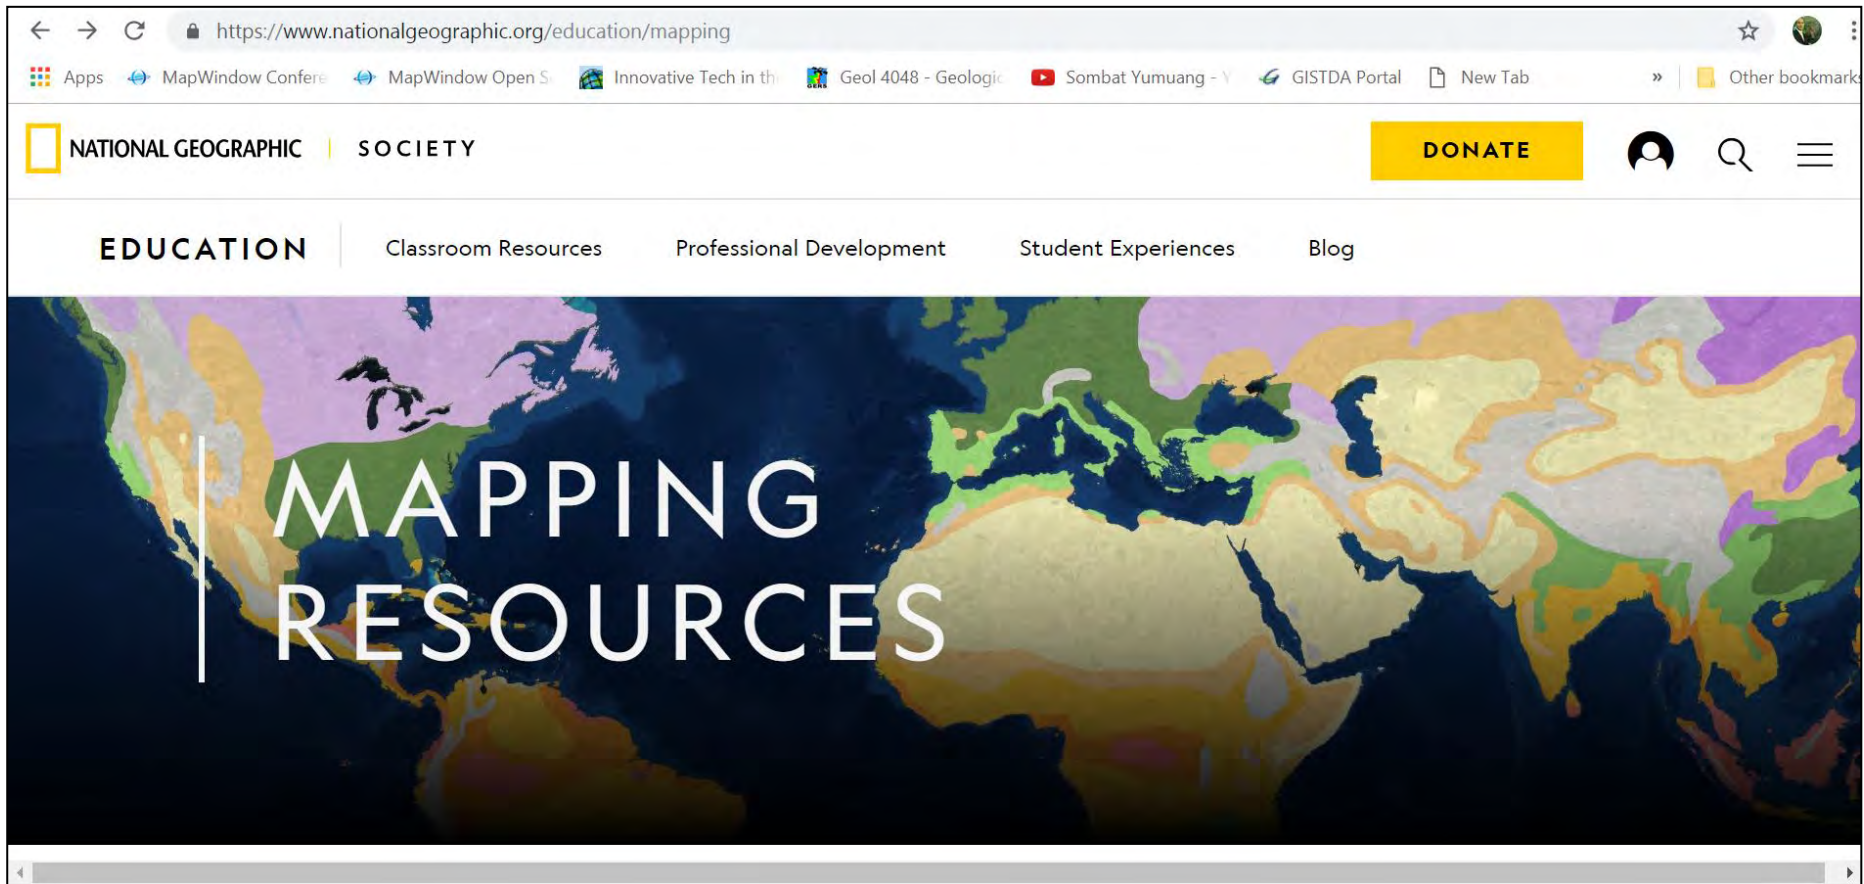 https://www.nationalgeographic.org/education/mapping
Apps MapWindow Confere MapWindow Open S Innovative Tech in th Geol 4048 - Geologic Sombat Yumuang - GISTDA Portal New Tab » Other bookmarks
NATIONAL GEOGRAPHIC | SOCIETY DONATE
EDUCATION Classroom Resources Professional Development Student Experiences Blog
MAPPING
RESOURCES